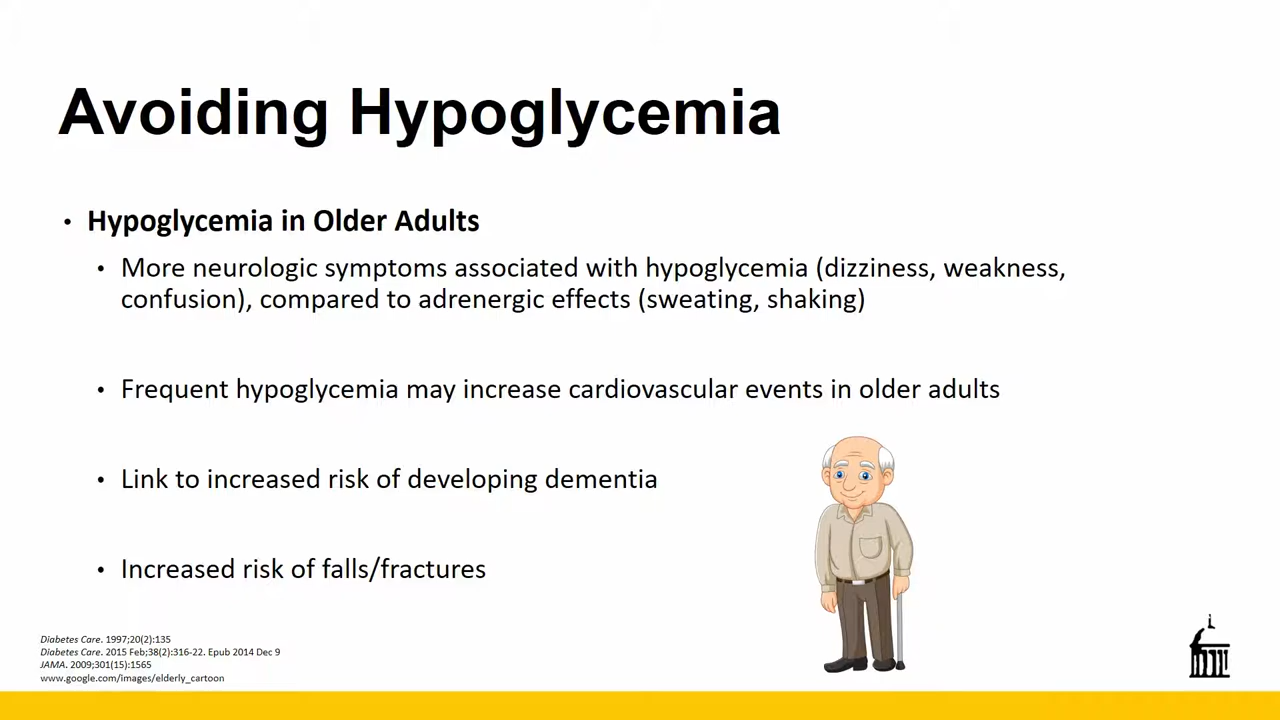 Avoiding Hypoglycemia
• Hypoglycemia in Older Adults
• More neurologic symptoms associated with hypoglycemia (dizziness, weakness,
confusion), compared to adrenergic effects (sweating, shaking)
• Frequent hypoglycemia may increase cardiovascular events in older adults
• Link to increased risk of developing dementia
• Increased risk of falls/fractures
Diabetes Care. 1997;20(2):135
Diabetes Care. 2015 Feb;38(2):316-22. Epub 2014 Dec 9
JAMA. 2009;301(15):1565
www.google.com/images/elderly_cartoon